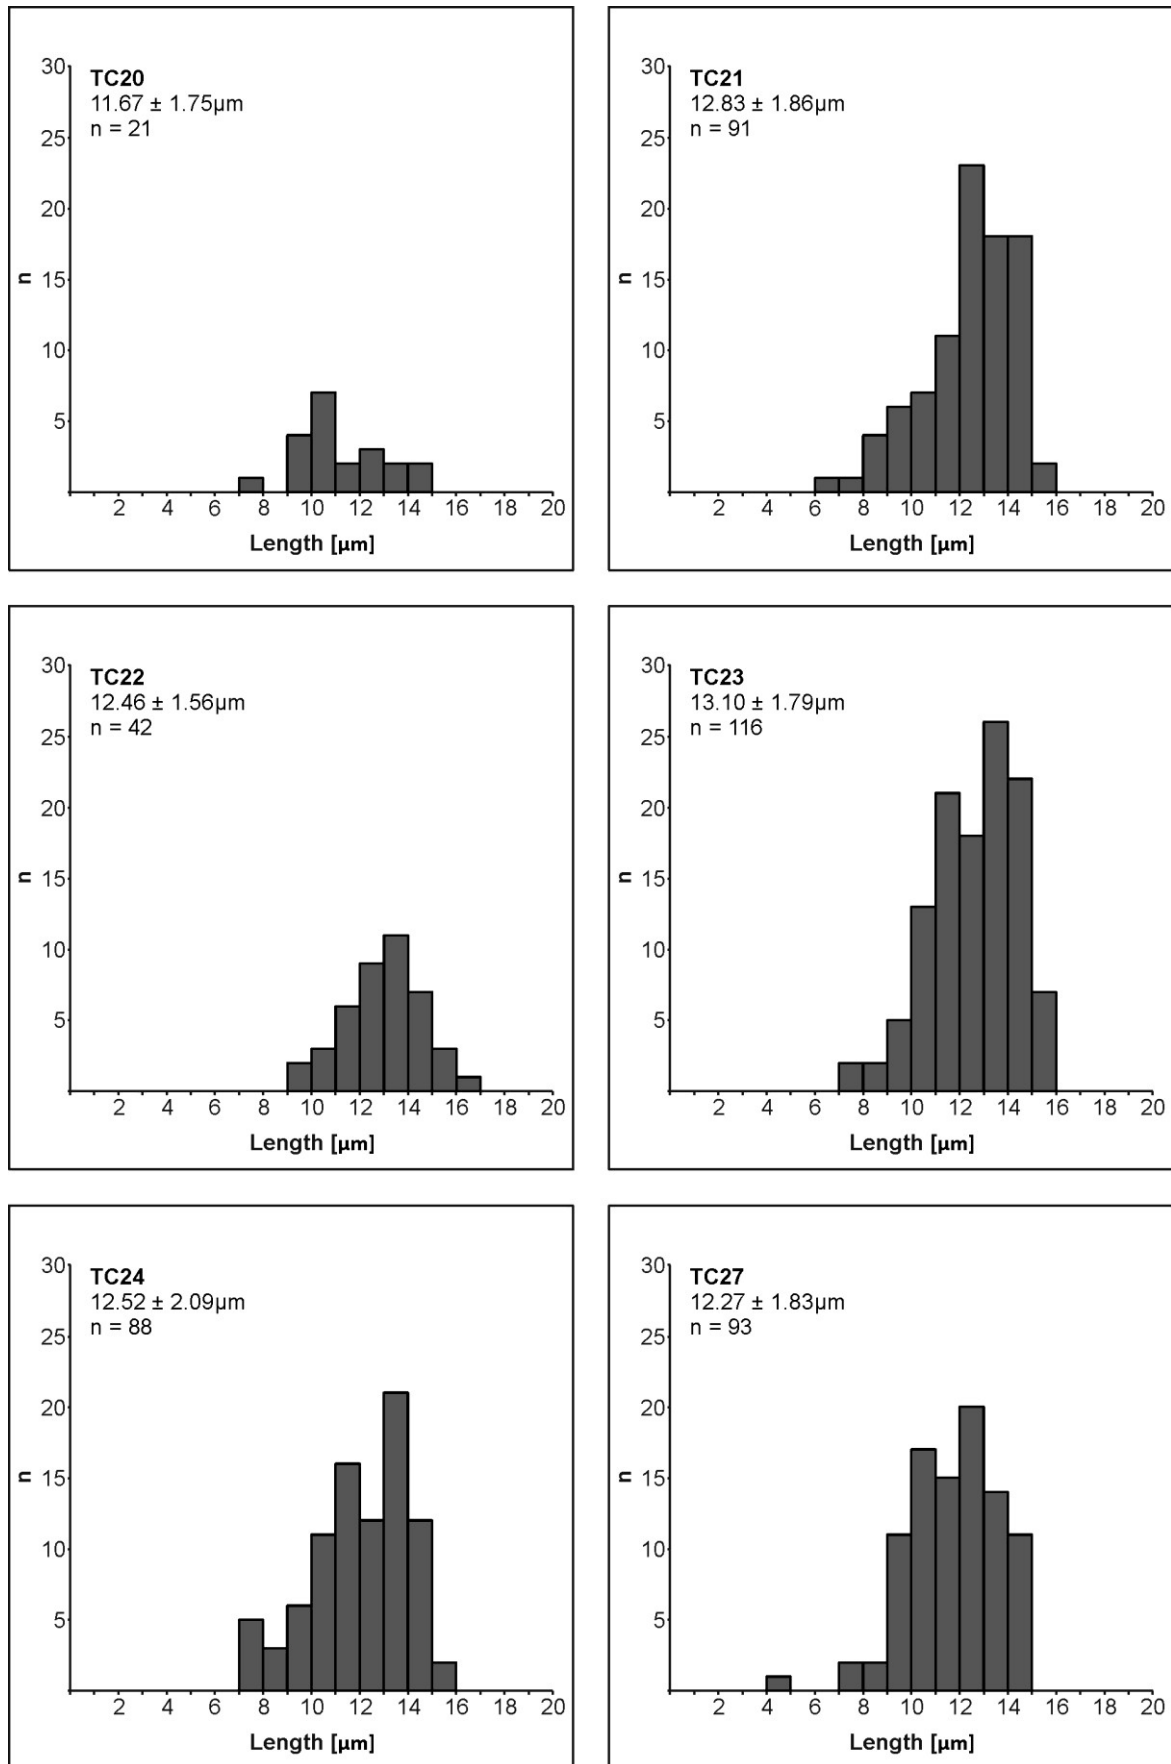 30
TC20
11.67 ± 1.75µm
n = 21
25
20
15
n
10
5
2 4 6 8 10 12 14 16 18 20
Length [µm]
30
TC21
12.83 ± 1.86µm
n = 91
25
20
15
n
10
5
2 4 6 8 10 12 14 16 18 20
Length [µm]
30
TC22
12.46 ± 1.56µm
n = 42
25
20
15
n
10
5
2 4 6 8 10 12 14 16 18 20
Length [µm]
30
TC23
13.10 ± 1.79µm
n = 116
25
20
15
n
10
5
2 4 6 8 10 12 14 16 18 20
Length [µm]
30
TC24
12.52 ± 2.09µm
n = 88
25
20
15
n
10
5
2 4 6 8 10 12 14 16 18 20
Length [µm]
30
TC27
12.27 ± 1.83µm
n = 93
25
20
15
n
10
5
2 4 6 8 10 12 14 16 18 20
Length [µm]